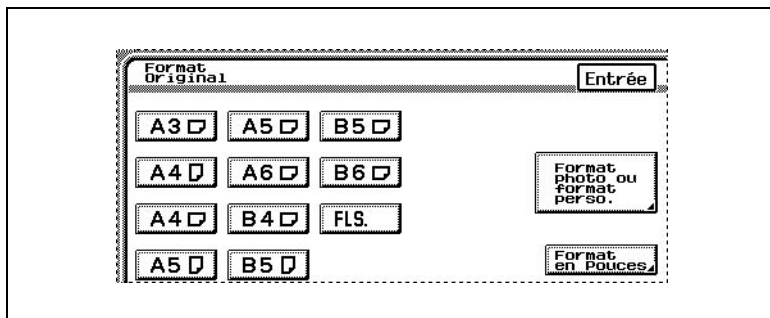 Format
Original
Entrée
A3 A5 B5
A4 A6 B6
Format
photo ou
format
perso.
A4 B4 FLS.
A5 B5
Format
en Pouces